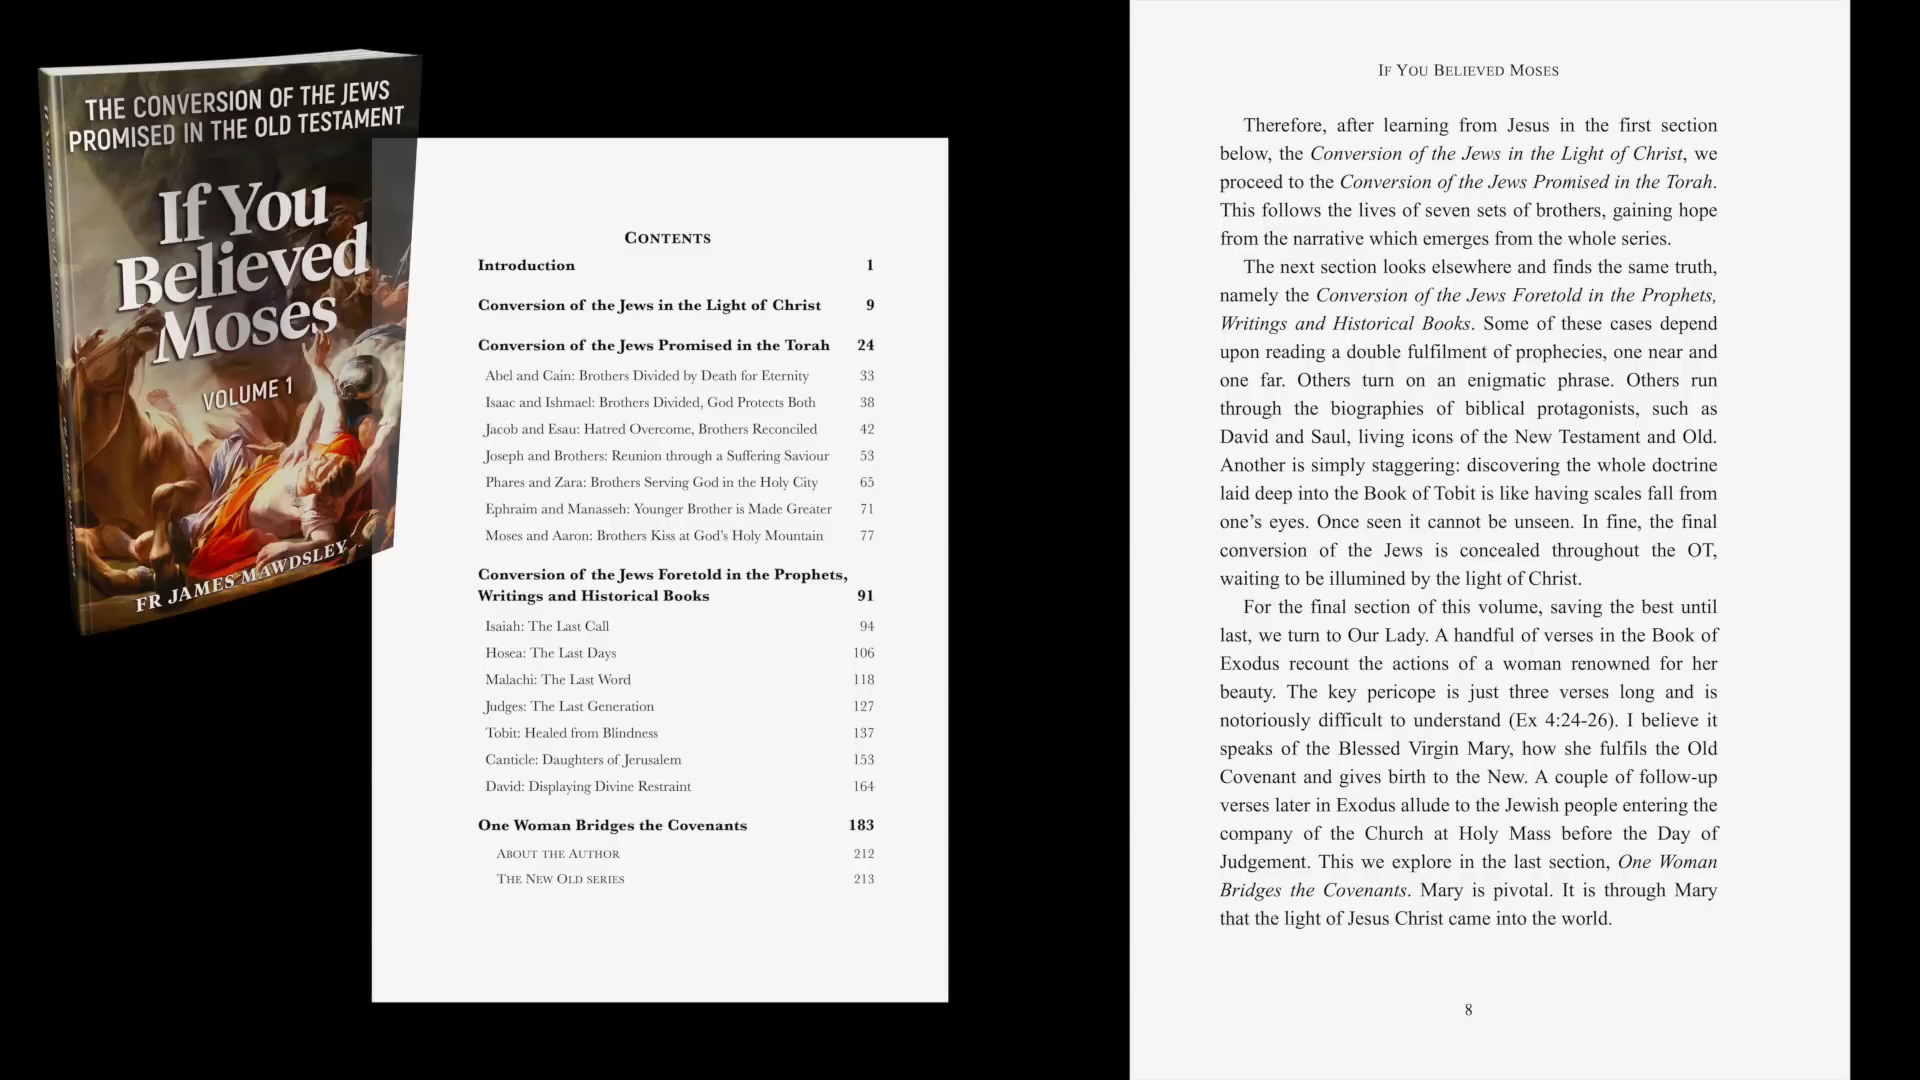 THE CONVERSION OF THE JEWS
PROMISED IN THE OLD TESTAMENT
If You
Believed
Moses
VOLUME 1
FR JAMES MAWDSLEY
CONTENTS
Introduction 1
Conversion of the Jews in the Light of Christ 9
Conversion of the Jews Promised in the Torah 24
Abel and Cain: Brothers Divided by Death for Eternity 33
Isaac and Ishmael: Brothers Divided, God Protects Both 38
Jacob and Esau: Hatred Overcome, Brothers Reconciled 42
Joseph and Brothers: Reunion through a Suffering Saviour 53
Phares and Zara: Brothers Serving God in the Holy City 65
Ephraim and Manasseh: Younger Brother is Made Greater 71
Moses and Aaron: Brothers Kiss at God's Holy Mountain 77
Conversion of the Jews Foretold in the Prophets,
Writings and Historical Books 91
Isaiah: The Last Call 94
Hosea: The Last Days 106
Malachi: The Last Word 118
Judges: The Last Generation 127
Tobit: Healed from Blindness 137
Canticle: Daughters of Jerusalem 153
David: Displaying Divine Restraint 164
One Woman Bridges the Covenants 183
ABOUT THE AUTHOR 212
THE NEW OLD SERIES 213
IF YOU BELIEVED MOSES
Therefore, after learning from Jesus in the first section
below, the Conversion of the Jews in the Light of Christ, we
proceed to the Conversion of the Jews Promised in the Torah.
This follows the lives of seven sets of brothers, gaining hope
from the narrative which emerges from the whole series.
The next section looks elsewhere and finds the same truth,
namely the Conversion of the Jews Foretold in the Prophets,
Writings and Historical Books. Some of these cases depend
upon reading a double fulfilment of prophecies, one near and
one far. Others turn on an enigmatic phrase. Others run
through the biographies of biblical protagonists, such as
David and Saul, living icons of the New Testament and Old.
Another is simply staggering: discovering the whole doctrine
laid deep into the Book of Tobit is like having scales fall from
one's eyes. Once seen it cannot be unseen. In fine, the final
conversion of the Jews is concealed throughout the OT,
waiting to be illumined by the light of Christ.
For the final section of this volume, saving the best until
last, we turn to Our Lady. A handful of verses in the Book of
Exodus recount the actions of a woman renowned for her
beauty. The key pericope is just three verses long and is
notoriously difficult to understand (Ex 4:24-26). I believe it
speaks of the Blessed Virgin Mary, how she fulfils the Old
Covenant and gives birth to the New. A couple of follow-up
verses later in Exodus allude to the Jewish people entering the
company of the Church at Holy Mass before the Day of
Judgement. This we explore in the last section, One Woman
Bridges the Covenants. Mary is pivotal. It is through Mary
that the light of Jesus Christ came into the world.
8